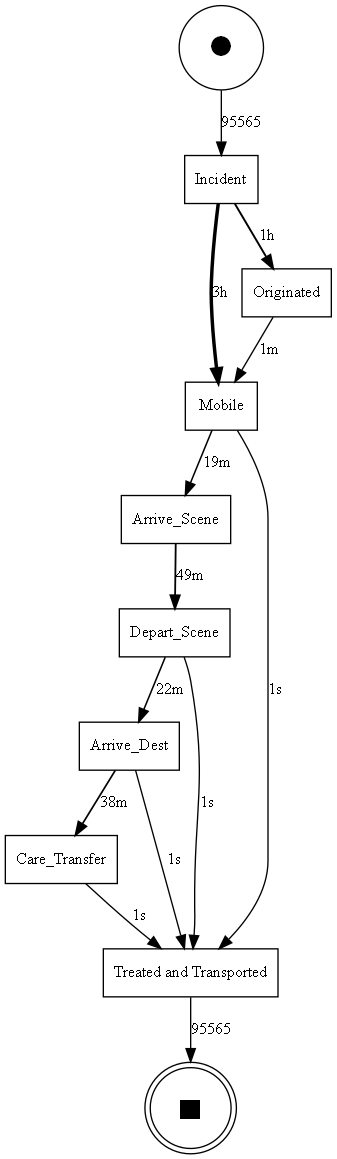 95565
Incident
1h
3h
Originated
1m
Mobile
19m
Arrive_Scene
49m
Depart_Scene
22m
1s
Arrive_Dest
38m
1s
1s
Care_Transfer
1s
Treated and Transported
95565